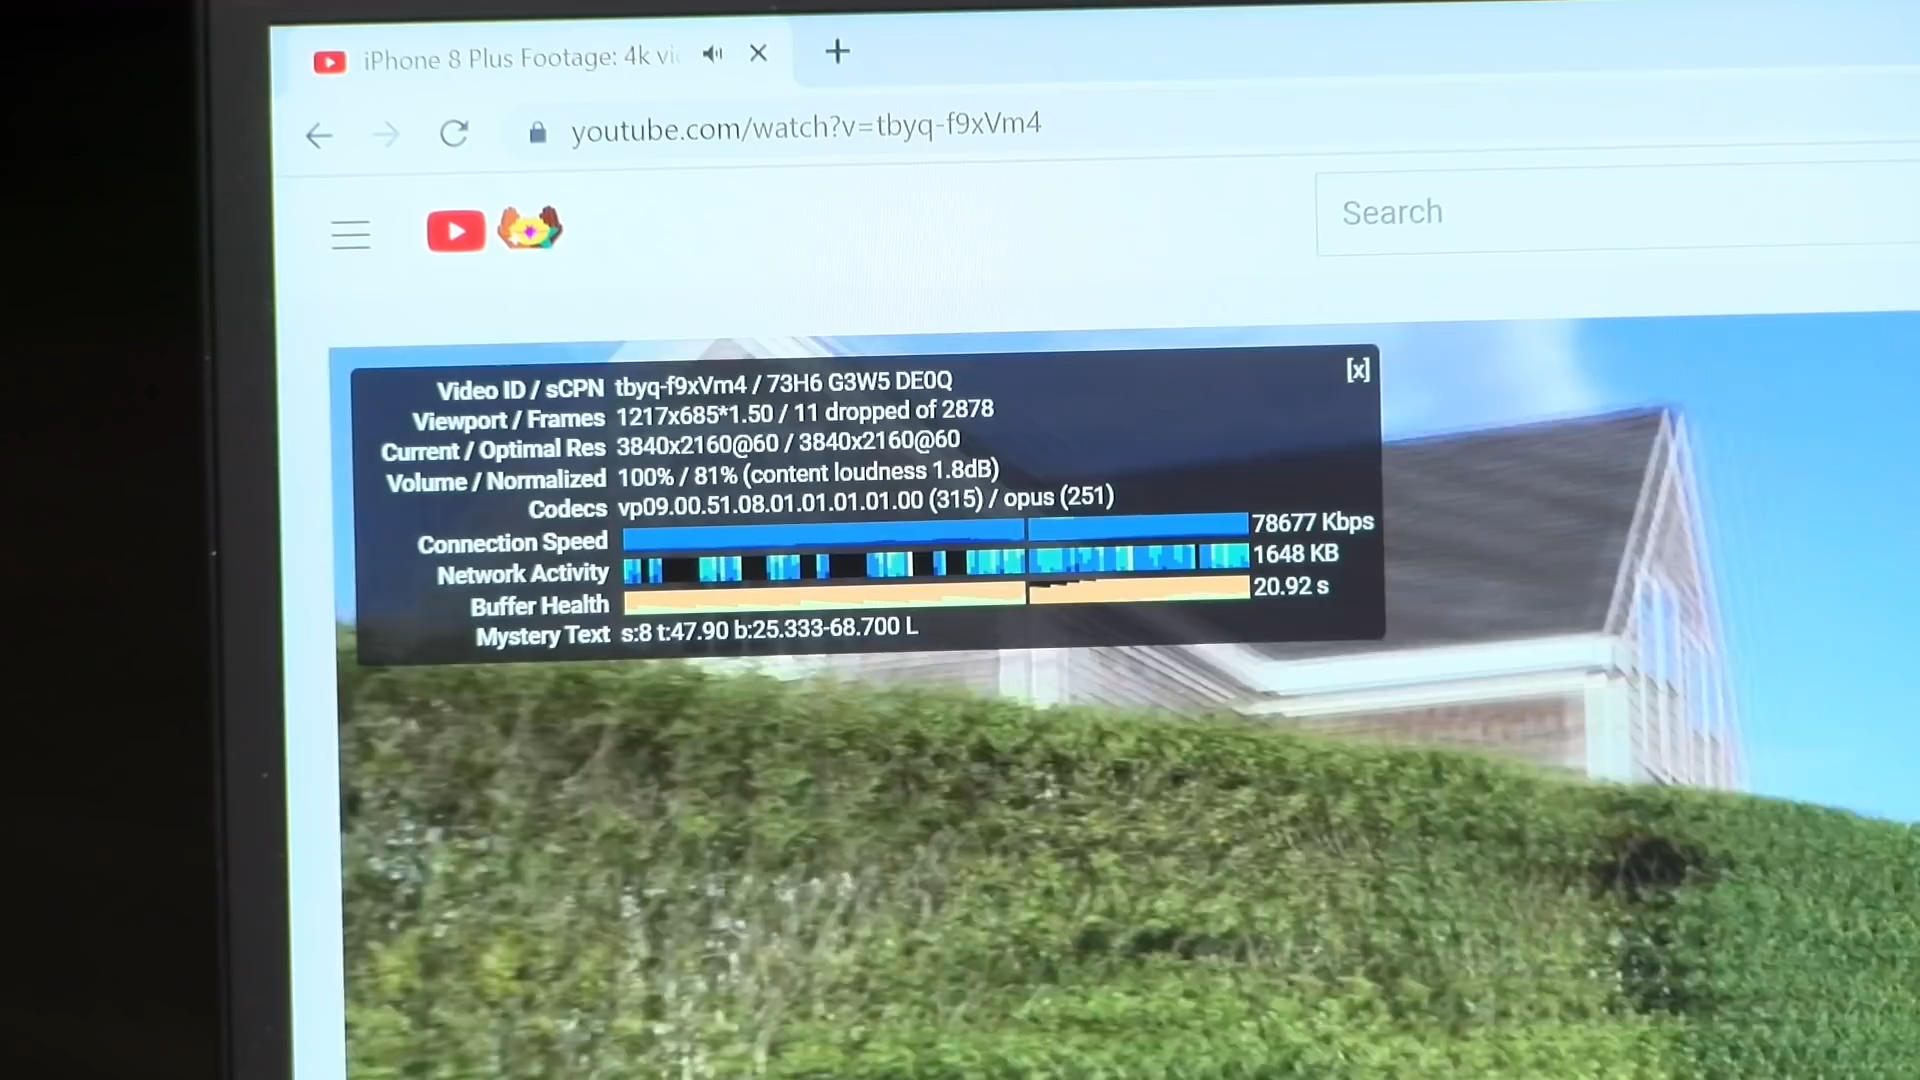 iPhone 8 Plus Footage: 4k vi
youtube.com/watch?v=tbyq-f9xVm4
Search
[x]
Video ID / sCPN tbyq-f9xVm4 / 73H6 G3W5 DE0Q
Viewport / Frames 1217x685*1.50 / 11 dropped of 2878
Current / Optimal Res 3840x2160@60 / 3840x2160@60
Volume / Normalized 100% / 81% (content loudness 1.8dB)
Codecs vp09.00.51.08.01.01.01.01.00 (315) / opus (251)
Connection Speed 78677 Kbps
Network Activity 1648 KB
Buffer Health 20.92 s
Mystery Text s:8 t:47.90 b:25.333-68.700 L